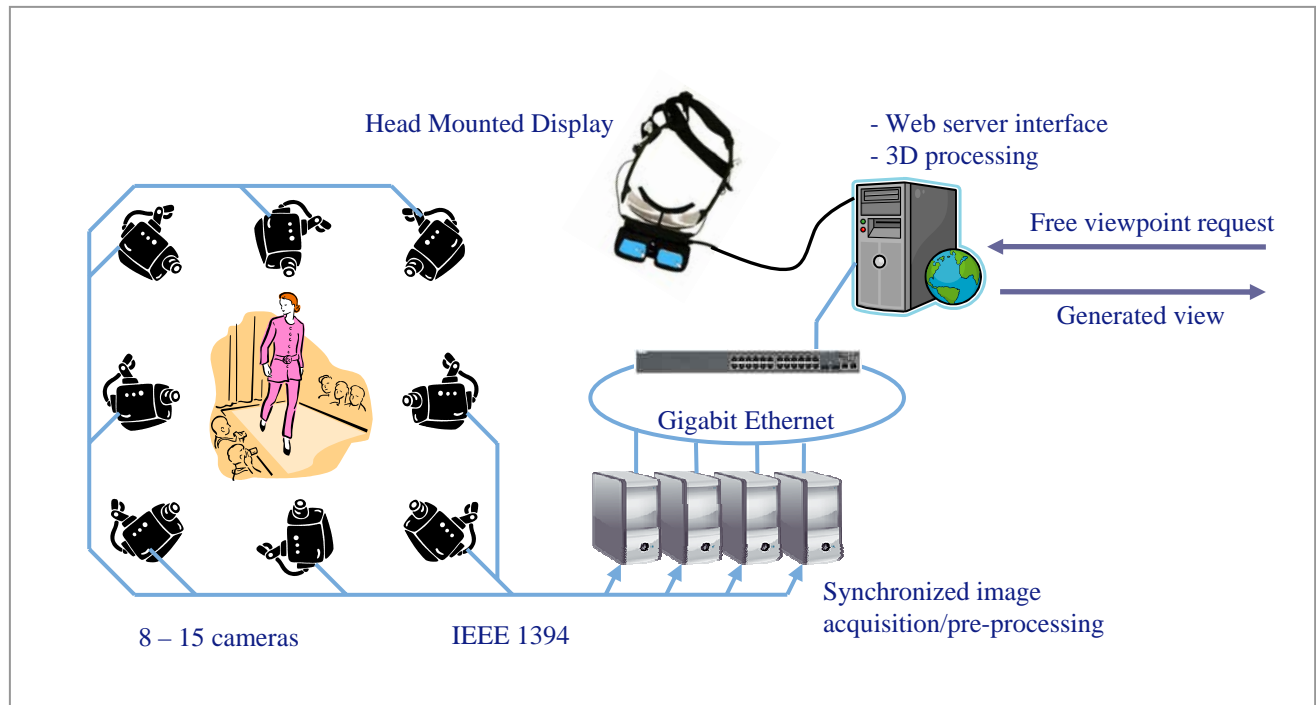 Head Mounted Display
- Web server interface
- 3D processing
Free viewpoint request
Generated view
Gigabit Ethernet
Synchronized image
acquisition/pre-processing
8 – 15 cameras
IEEE 1394